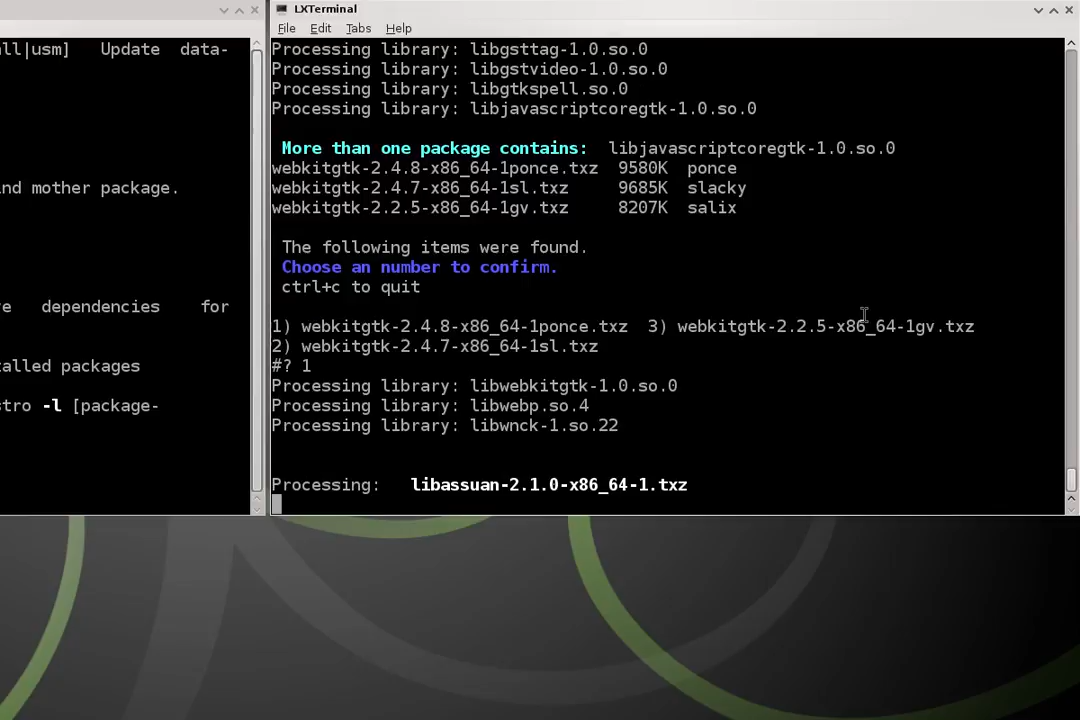 all|usm]   Update  data-
and mother package.
e   dependencies    for
talled packages
stro -l [package-
LXTerminal
File  Edit  Tabs  Help
Processing library: libgsttag-1.0.so.0
Processing library: libgstvideo-1.0.so.0
Processing library: libgtkspell.so.0
Processing library: libjavascriptcoregtk-1.0.so.0
More than one package contains:  libjavascriptcoregtk-1.0.so.0
webkitgtk-2.4.8-x86_64-1ponce.txz  9580K  ponce
webkitgtk-2.4.7-x86_64-1sl.txz     9685K  slacky
webkitgtk-2.2.5-x86_64-1gv.txz     8207K  salix
The following items were found.
Choose an number to confirm.
ctrl+c to quit
1) webkitgtk-2.4.8-x86_64-1ponce.txz  3) webkitgtk-2.2.5-x86_64-1gv.txz
2) webkitgtk-2.4.7-x86_64-1sl.txz
#? 1
Processing library: libwebkitgtk-1.0.so.0
Processing library: libwebp.so.4
Processing library: libwnck-1.so.22
Processing:   libassuan-2.1.0-x86_64-1.txz